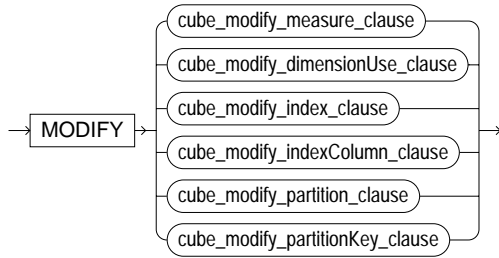 cube_modify_measure_clause
cube_modify_dimensionUse_clause
cube_modify_index_clause
MODIFY
cube_modify_indexColumn_clause
cube_modify_partition_clause
cube_modify_partitionKey_clause